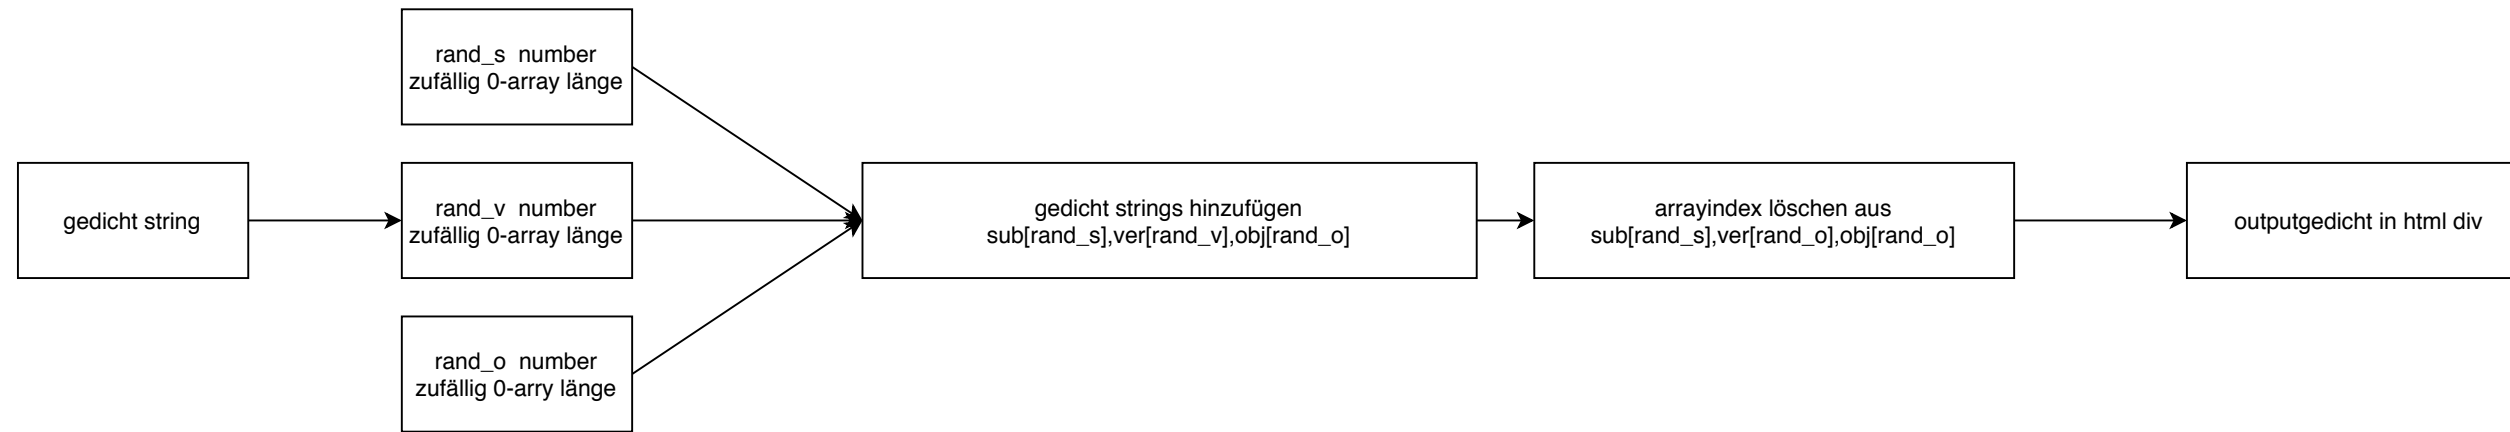 rand_s  number
zufällig 0-array länge
gedicht string
rand_v  number
zufällig 0-array länge
gedicht strings hinzufügen
sub[rand_s],ver[rand_v],obj[rand_o]
arrayindex löschen aus
sub[rand_s],ver[rand_o],obj[rand_o]
outputgedicht in html div
rand_o  number
zufällig 0-arry länge